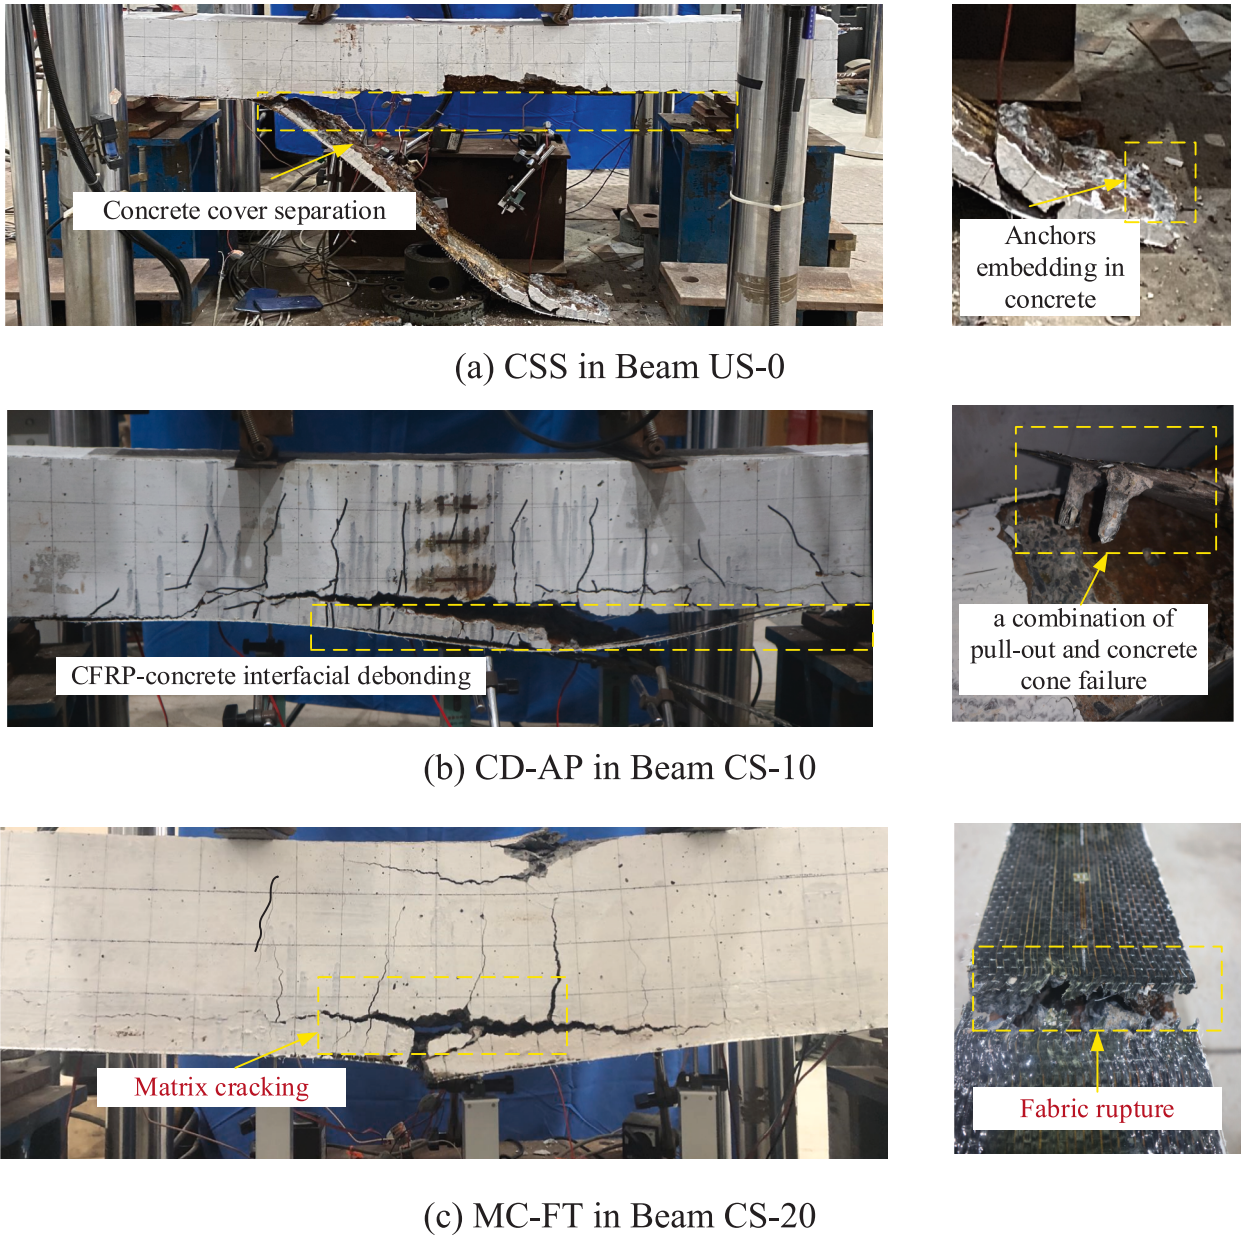 Concrete cover separation
Anchors
embedding in
concrete
(a) CSS in Beam US-0
CFRP-concrete interfacial debonding
a combination of
pull-out and concrete
cone failure
(b) CD-AP in Beam CS-10
Matrix cracking
Fabric rupture
(c) MC-FT in Beam CS-20